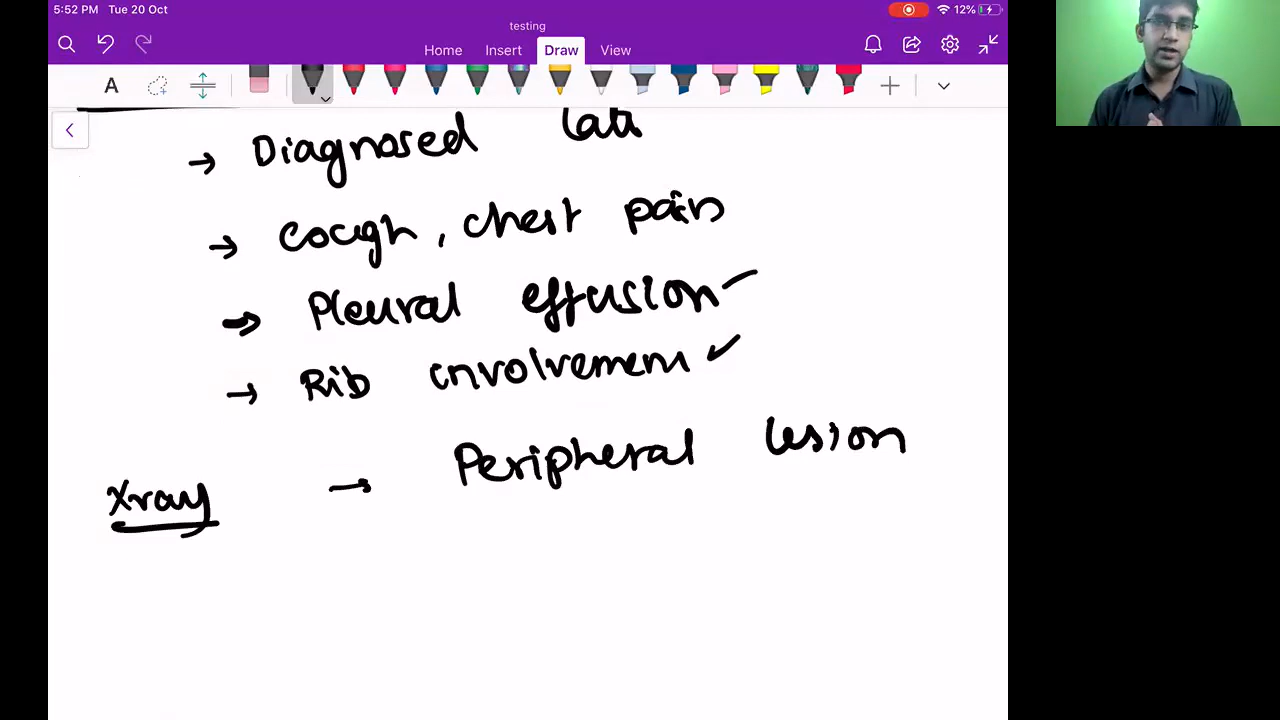 5:52 PM Tue 20 Oct
12%
testing
Home Insert Draw View
A
→ Diagnosed late
→ Cough, chest pain
→ Pleural effusion
→ Rib involvement ✓
Xray → Peripheral lesion